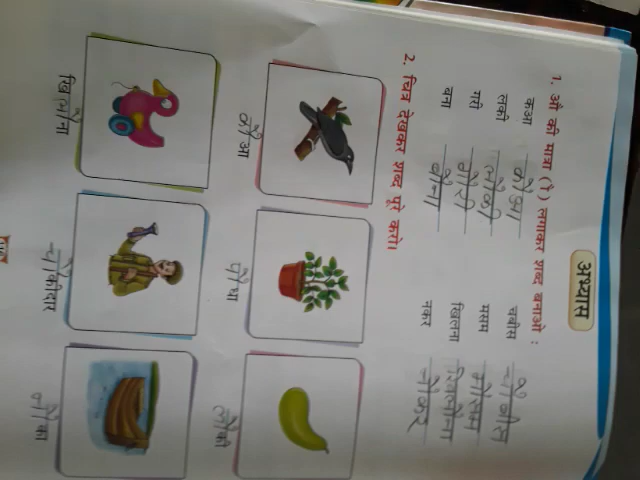 अभ्यास
1. औ की मात्रा (ौ) लगाकर शब्द बनाओ :
कआ कौआ चबीस चौबीस
लकी लौकी मसम मौसम
गरी गौरी खिलना खिलौना
बना बौना नकर नौकर
2. चित्र देखकर शब्द पूरे करो।
कौआ पौधा लौकी
खिलौना चौकीदार नौका